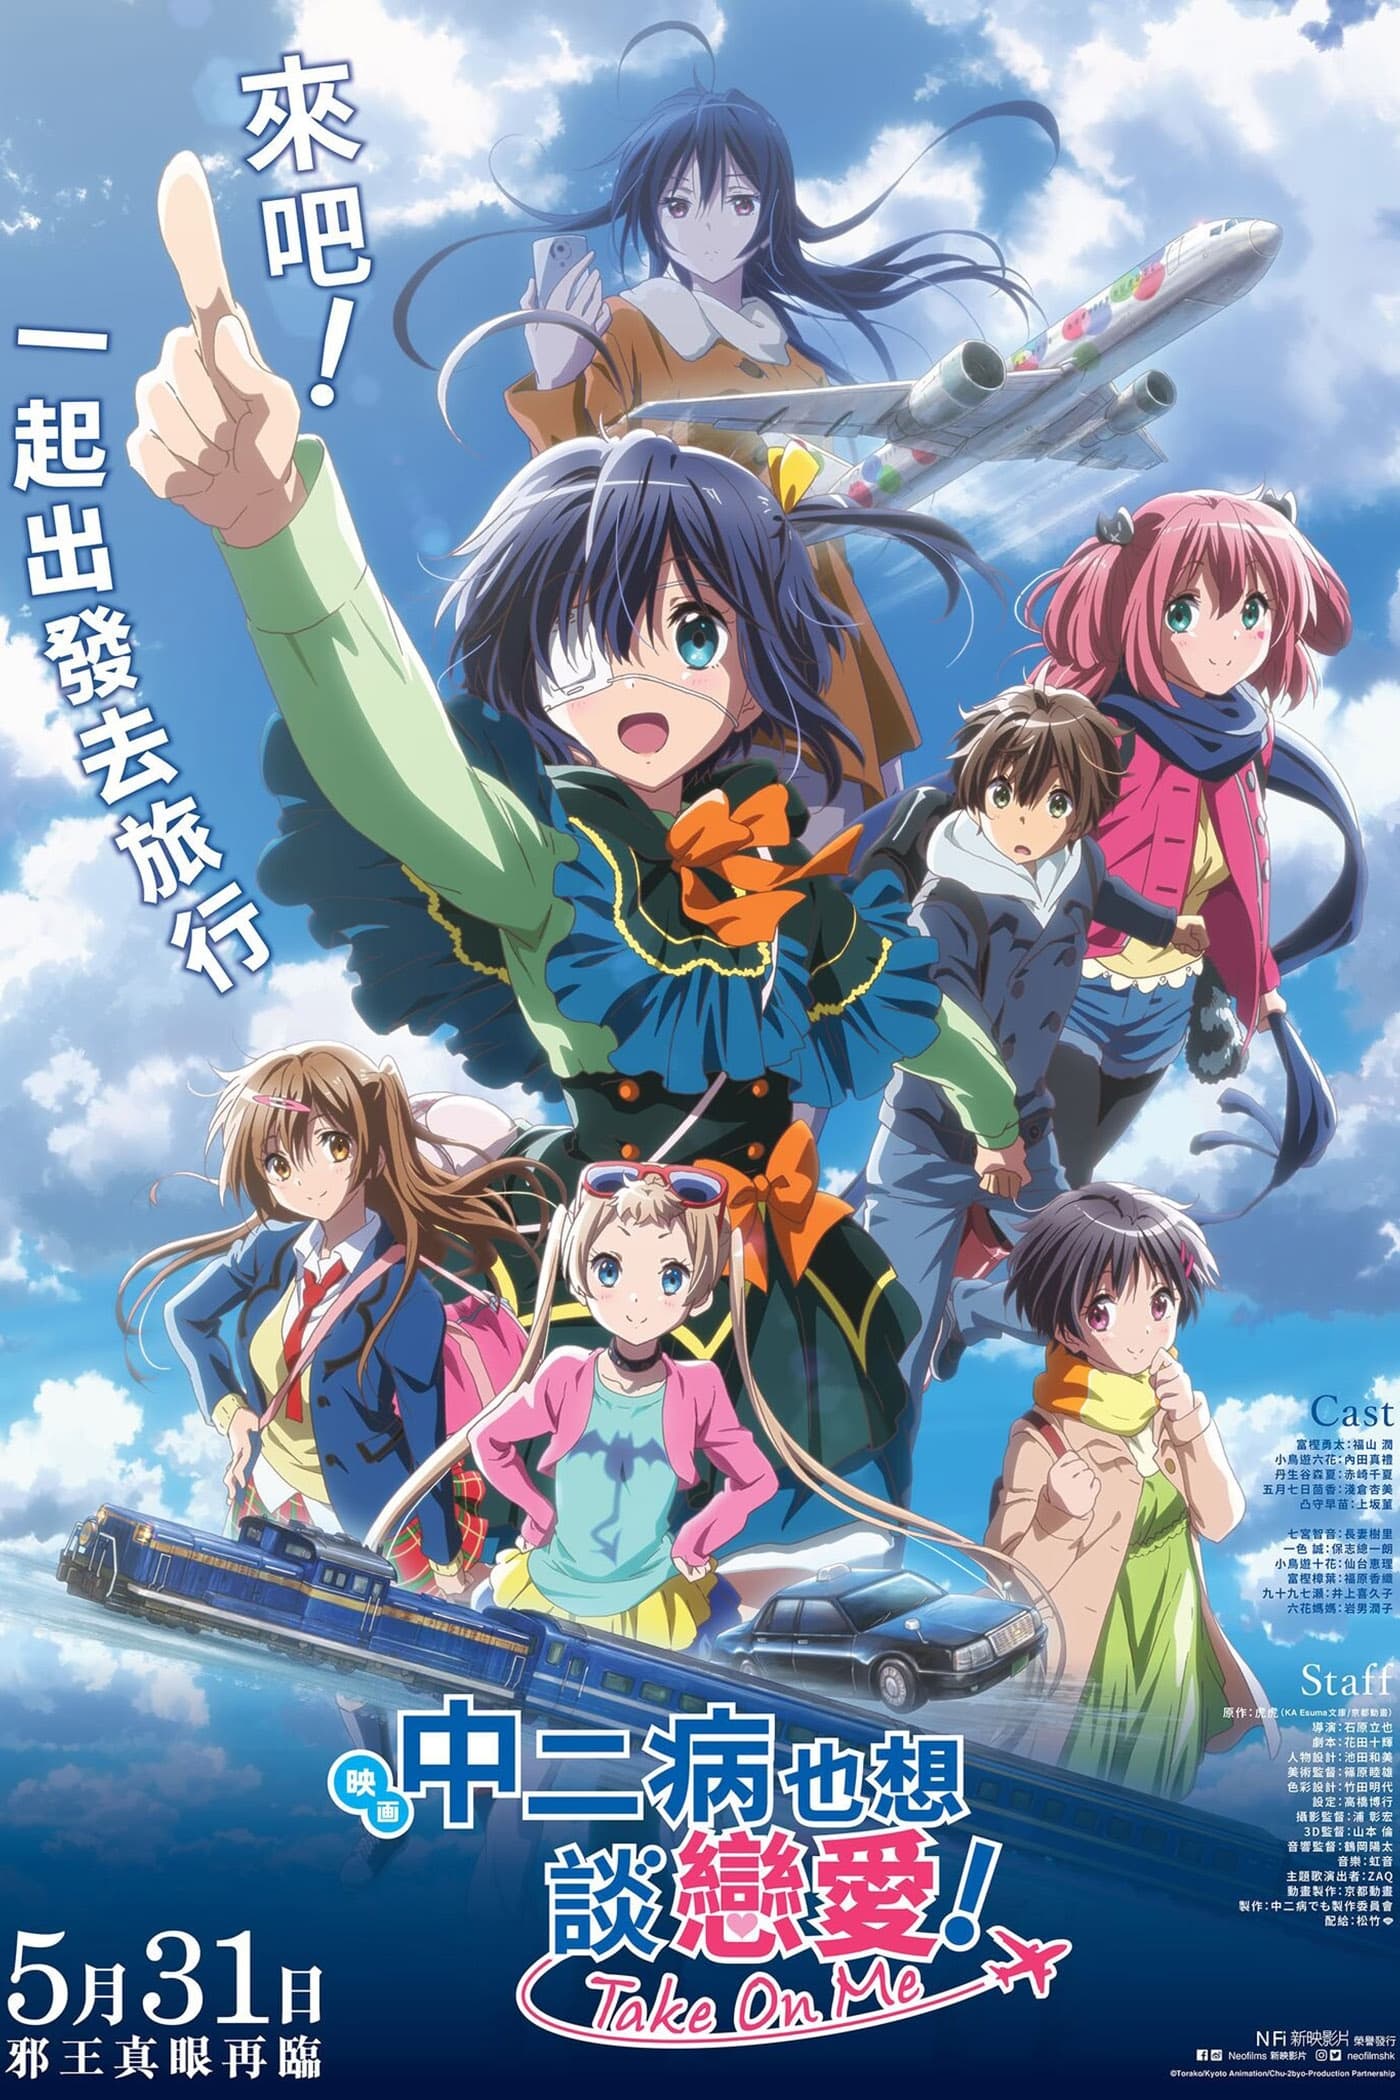 來吧！
一起出發去旅行
Cast
富樫勇太：福山 潤
小鳥遊六花：內田真禮
丹生谷森夏：赤崎千夏
五月七日茴香：淺倉杏美
凸守早苗：上坂菫
七宮智音：長妻樹里
一色 誠：保志總一朗
小鳥遊十花：仙台惠理
富樫樟葉：福原香織
九十九七瀨：井上喜久子
六花媽媽：岩男潤子
Staff
原作：虎虎（KA Esuma文庫/京都動畫）
導演：石原立也
劇本：花田十輝
人物設計：池田和美
美術監督：篠原睦雄
色彩設計：竹田明代
設定：高橋博行
攝影監督：浦 彰宏
3D監督：山本 倫
音響監督：鶴岡陽太
音樂：虹音
主題歌演出者：ZAQ
動畫製作：京都動畫
製作：中二病でも製作委員會
配給：松竹
映画
中二病也想
談戀愛！
Take On Me
5月31日
邪王真眼再臨
NFi 新映影片 榮譽發行
Neofilms 新映影片 neofilmshk
©Torako/Kyoto Animation/Chu-2byo-Production Partnership